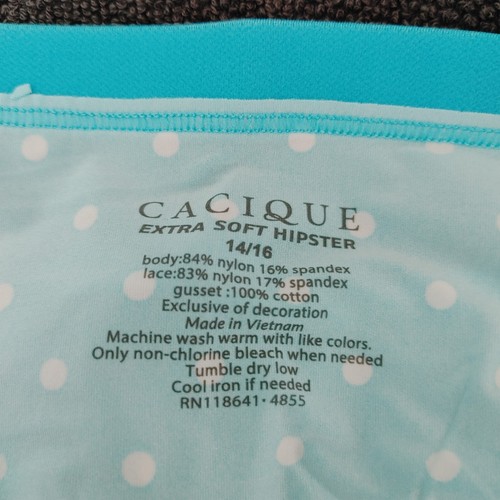 CACIQUE
EXTRA SOFT HIPSTER
14/16
body:84% nylon 16% spandex
lace:83% nylon 17% spandex
gusset :100% cotton
Exclusive of decoration
Made in Vietnam
Machine wash warm with like colors.
Only non-chlorine bleach when needed
Tumble dry low
Cool iron if needed
RN118641·4855